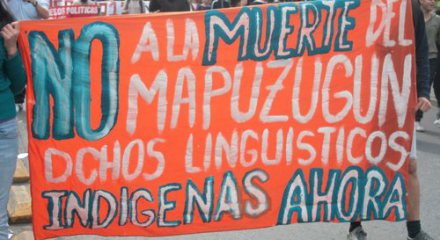 NO A LA MUERTE DEL
MAPUZUGUN
DCHOS LINGUISTICOS
INDIGENAS AHORA